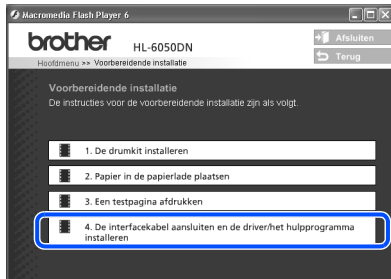 Macromedia Flash Player 6
brother
HL-6050DN
Afsluiten
Hoofdmenu >> Voorbereidende installatie
Terug
Voorbereidende installatie
De instructies voor de voorbereidende installatie zijn als volgt.
1. De drumkit installeren
2. Papier in de papierlade plaatsen
3. Een testpagina afdrukken
4. De interfacekabel aansluiten en de driver/het hulpprogramma
installeren